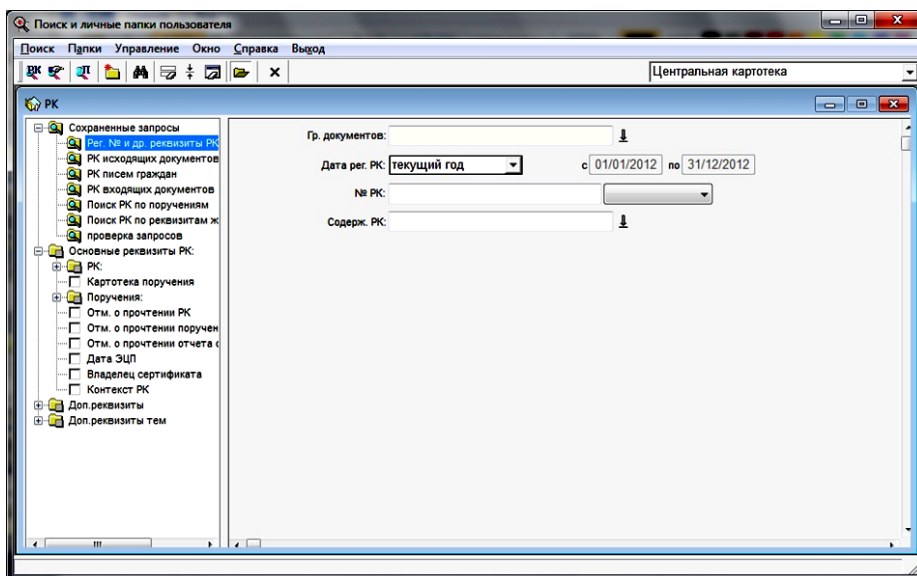 Поиск и личные папки пользователя
Поиск Папки Управление Окно Справка Выход
РК П Центральная картотека
РК
Сохраненные запросы
Рег. № и др. реквизиты РК
РК исходящих документов
РК писем граждан
РК входящих документов
Поиск РК по поручениям
Поиск РК по реквизитам ж
проверка запросов
Основные реквизиты РК:
РК:
Картотека поручения
Поручения:
Отм. о прочтении РК
Отм. о прочтении поручен
Отм. о прочтении отчета о
Дата ЭЦП
Владелец сертификата
Контекст РК
Доп.реквизиты
Доп.реквизиты тем
Гр. документов:
Дата рег. РК: текущий год с 01/01/2012 по 31/12/2012
№ РК:
Содерж. РК: